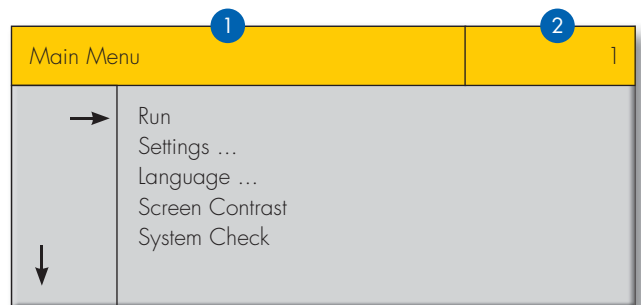 1 2
Main Menu 1
Run
Settings ...
Language ...
Screen Contrast
System Check